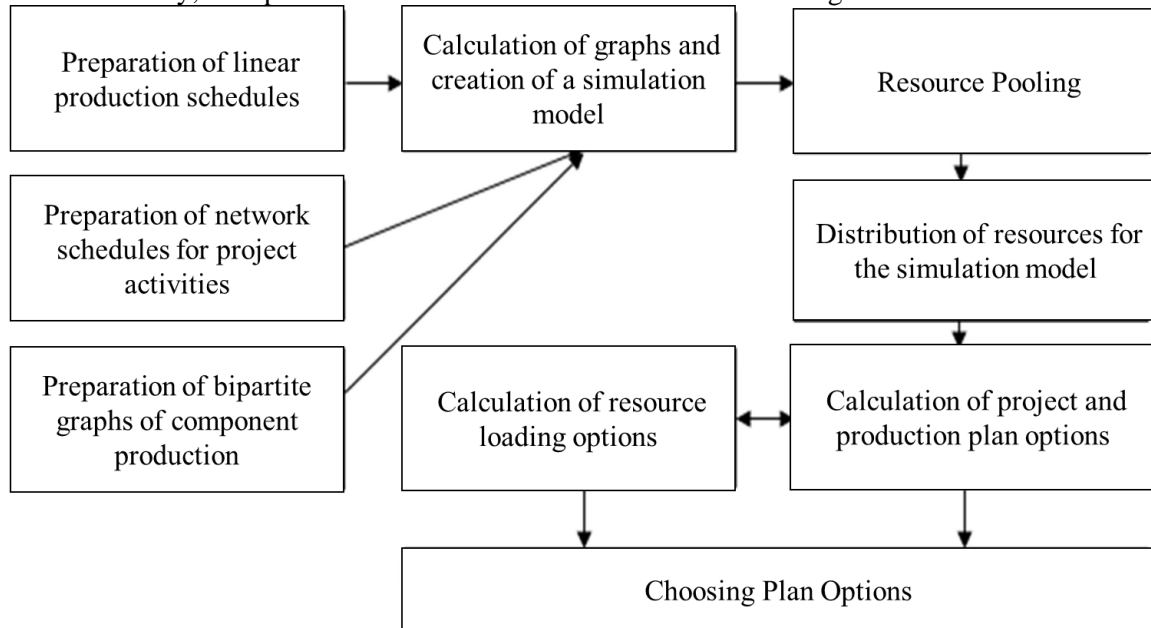 Preparation of linear
production schedules
Calculation of graphs and
creation of a simulation
model
Resource Pooling
Preparation of network
schedules for project
activities
Distribution of resources for
the simulation model
Preparation of bipartite
graphs of component
production
Calculation of resource
loading options
Calculation of project and
production plan options
Choosing Plan Options